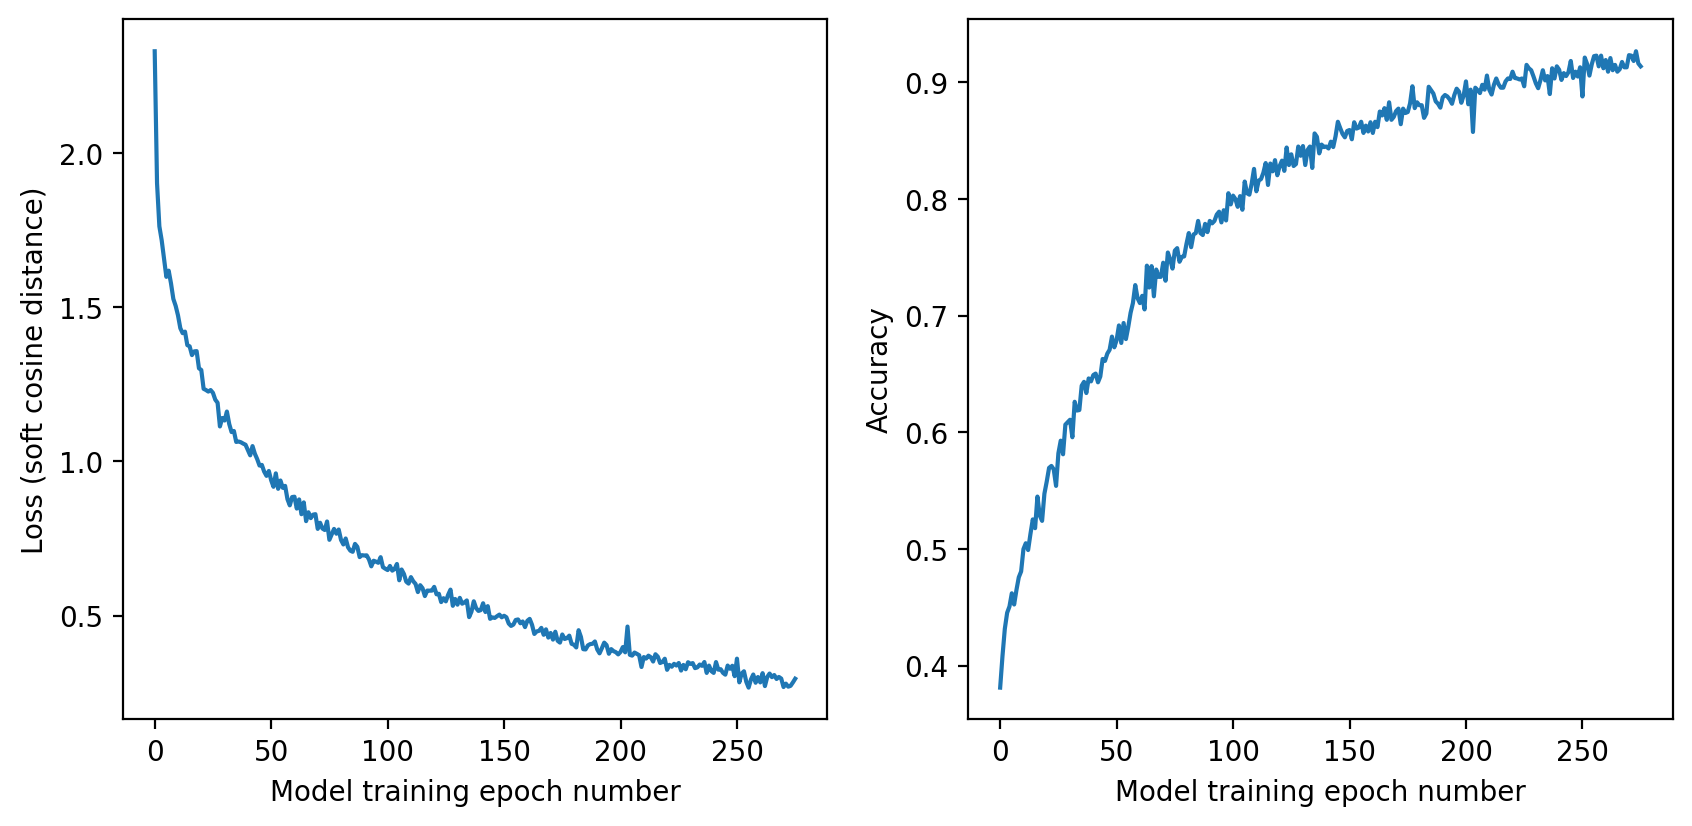 Loss (soft cosine distance)
2.0
1.5
1.0
0.5
0 50 100 150 200 250
Model training epoch number
Accuracy
0.9
0.8
0.7
0.6
0.5
0.4
0 50 100 150 200 250
Model training epoch number